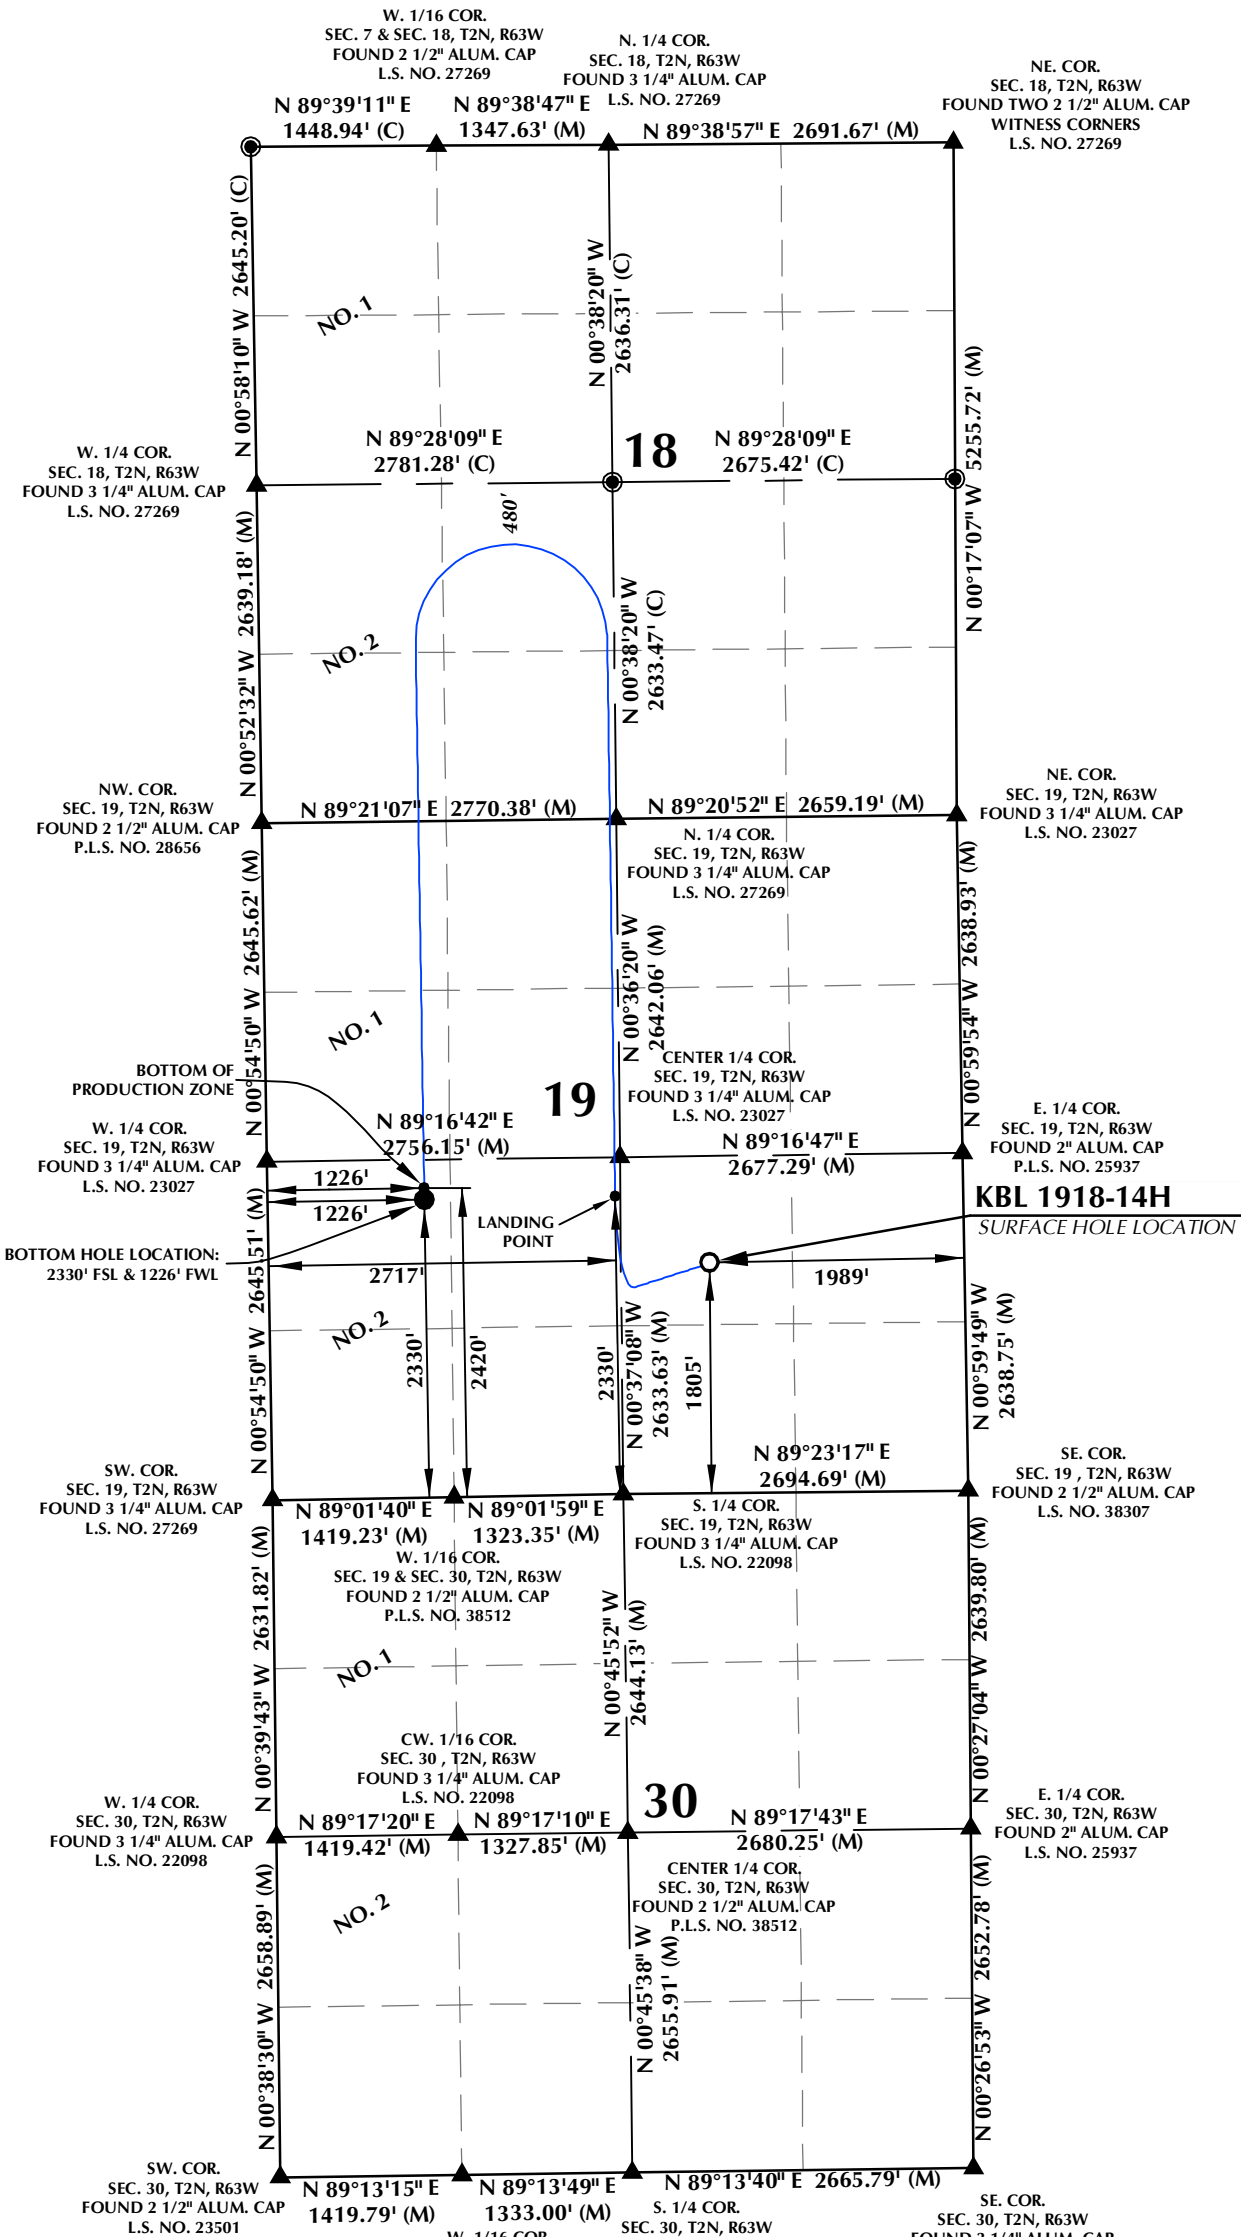 W. 1/16 COR.
SEC. 7 & SEC. 18, T2N, R63W
FOUND 2 1/2" ALUM. CAP
L.S. NO. 27269
N. 1/4 COR.
SEC. 18, T2N, R63W
FOUND 3 1/4" ALUM. CAP
L.S. NO. 27269
NE. COR.
SEC. 18, T2N, R63W
FOUND TWO 2 1/2" ALUM. CAP
WITNESS CORNERS
L.S. NO. 27269
N 89°39'11" E
1448.94' (C)
N 89°38'47" E
1347.63' (M)
N 89°38'57" E 2691.67' (M)
N 00°58'10" W 2645.20' (C)
N 00°38'20" W
2636.31' (C)
N 00°17'07" W 5255.72' (M)
NO.1
W. 1/4 COR.
SEC. 18, T2N, R63W
FOUND 3 1/4" ALUM. CAP
L.S. NO. 27269
N 89°28'09" E
2781.28' (C)
18
N 89°28'09" E
2675.42' (C)
480'
N 00°52'32" W 2639.18' (M)
NO.2
N 00°38'20" W
2633.47' (C)
NW. COR.
SEC. 19, T2N, R63W
FOUND 2 1/2" ALUM. CAP
P.L.S. NO. 28656
N 89°21'07" E 2770.38' (M)
N 89°20'52" E 2659.19' (M)
NE. COR.
SEC. 19, T2N, R63W
FOUND 3 1/4" ALUM. CAP
L.S. NO. 23027
N. 1/4 COR.
SEC. 19, T2N, R63W
FOUND 3 1/4" ALUM. CAP
L.S. NO. 27269
N 00°54'50" W 2645.62' (M)
N 00°36'20" W
2642.06' (M)
N 00°59'54" W 2638.93' (M)
NO.1
BOTTOM OF
PRODUCTION ZONE
19
CENTER 1/4 COR.
SEC. 19, T2N, R63W
FOUND 3 1/4" ALUM. CAP
L.S. NO. 23027
W. 1/4 COR.
SEC. 19, T2N, R63W
FOUND 3 1/4" ALUM. CAP
L.S. NO. 23027
N 89°16'42" E
2756.15' (M)
N 89°16'47" E
2677.29' (M)
E. 1/4 COR.
SEC. 19, T2N, R63W
FOUND 2" ALUM. CAP
P.L.S. NO. 25937
1226'
1226'
LANDING
POINT
KBL 1918-14H
SURFACE HOLE LOCATION
BOTTOM HOLE LOCATION:
2330' FSL & 1226' FWL
2717'
1989'
N 00°54'50" W 2645.51' (M)
NO.2
2330'
2420'
2330'
N 00°37'08" W
2633.63' (M)
1805'
N 00°59'49" W
2638.75' (M)
SW. COR.
SEC. 19, T2N, R63W
FOUND 3 1/4" ALUM. CAP
L.S. NO. 27269
N 89°01'40" E
1419.23' (M)
N 89°01'59" E
1323.35' (M)
N 89°23'17" E
2694.69' (M)
SE. COR.
SEC. 19 , T2N, R63W
FOUND 2 1/2" ALUM. CAP
L.S. NO. 38307
S. 1/4 COR.
SEC. 19, T2N, R63W
FOUND 3 1/4" ALUM. CAP
L.S. NO. 22098
W. 1/16 COR.
SEC. 19 & SEC. 30, T2N, R63W
FOUND 2 1/2" ALUM. CAP
P.L.S. NO. 38512
N 00°39'43" W 2631.82' (M)
NO.1
N 00°45'52" W
2644.13' (M)
N 00°27'04" W 2639.80' (M)
CW. 1/16 COR.
SEC. 30 , T2N, R63W
FOUND 3 1/4" ALUM. CAP
L.S. NO. 22098
W. 1/4 COR.
SEC. 30, T2N, R63W
FOUND 3 1/4" ALUM. CAP
L.S. NO. 22098
N 89°17'20" E
1419.42' (M)
N 89°17'10" E
1327.85' (M)
30
N 89°17'43" E
2680.25' (M)
E. 1/4 COR.
SEC. 30, T2N, R63W
FOUND 2" ALUM. CAP
L.S. NO. 25937
CENTER 1/4 COR.
SEC. 30, T2N, R63W
FOUND 2 1/2" ALUM. CAP
P.L.S. NO. 38512
NO.2
N 00°38'30" W 2658.89' (M)
N 00°45'38" W
2655.91' (M)
N 00°26'53" W 2652.78' (M)
SW. COR.
SEC. 30, T2N, R63W
FOUND 2 1/2" ALUM. CAP
L.S. NO. 23501
N 89°13'15" E
1419.79' (M)
N 89°13'49" E
1333.00' (M)
N 89°13'40" E 2665.79' (M)
W. 1/16 COR.
S. 1/4 COR.
SEC. 30, T2N, R63W
SE. COR.
SEC. 30, T2N, R63W
FOUND 3 1/4" ALUM. CAP